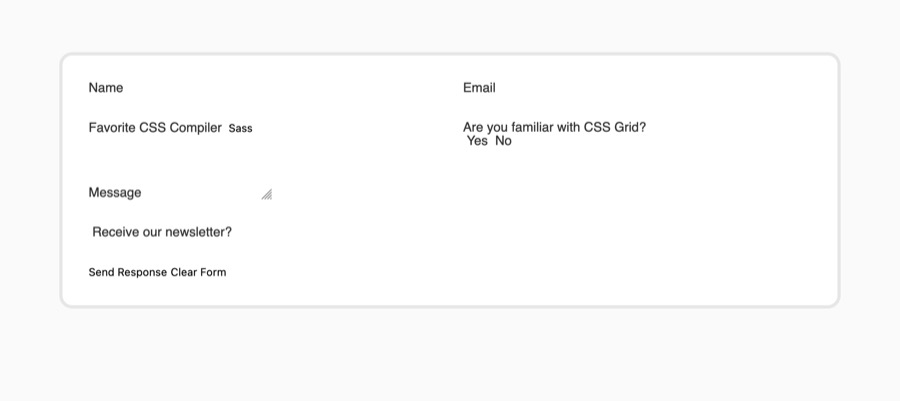 Name
Email
Favorite CSS Compiler Sass
Are you familiar with CSS Grid?
Yes No
Message
Receive our newsletter?
Send Response Clear Form